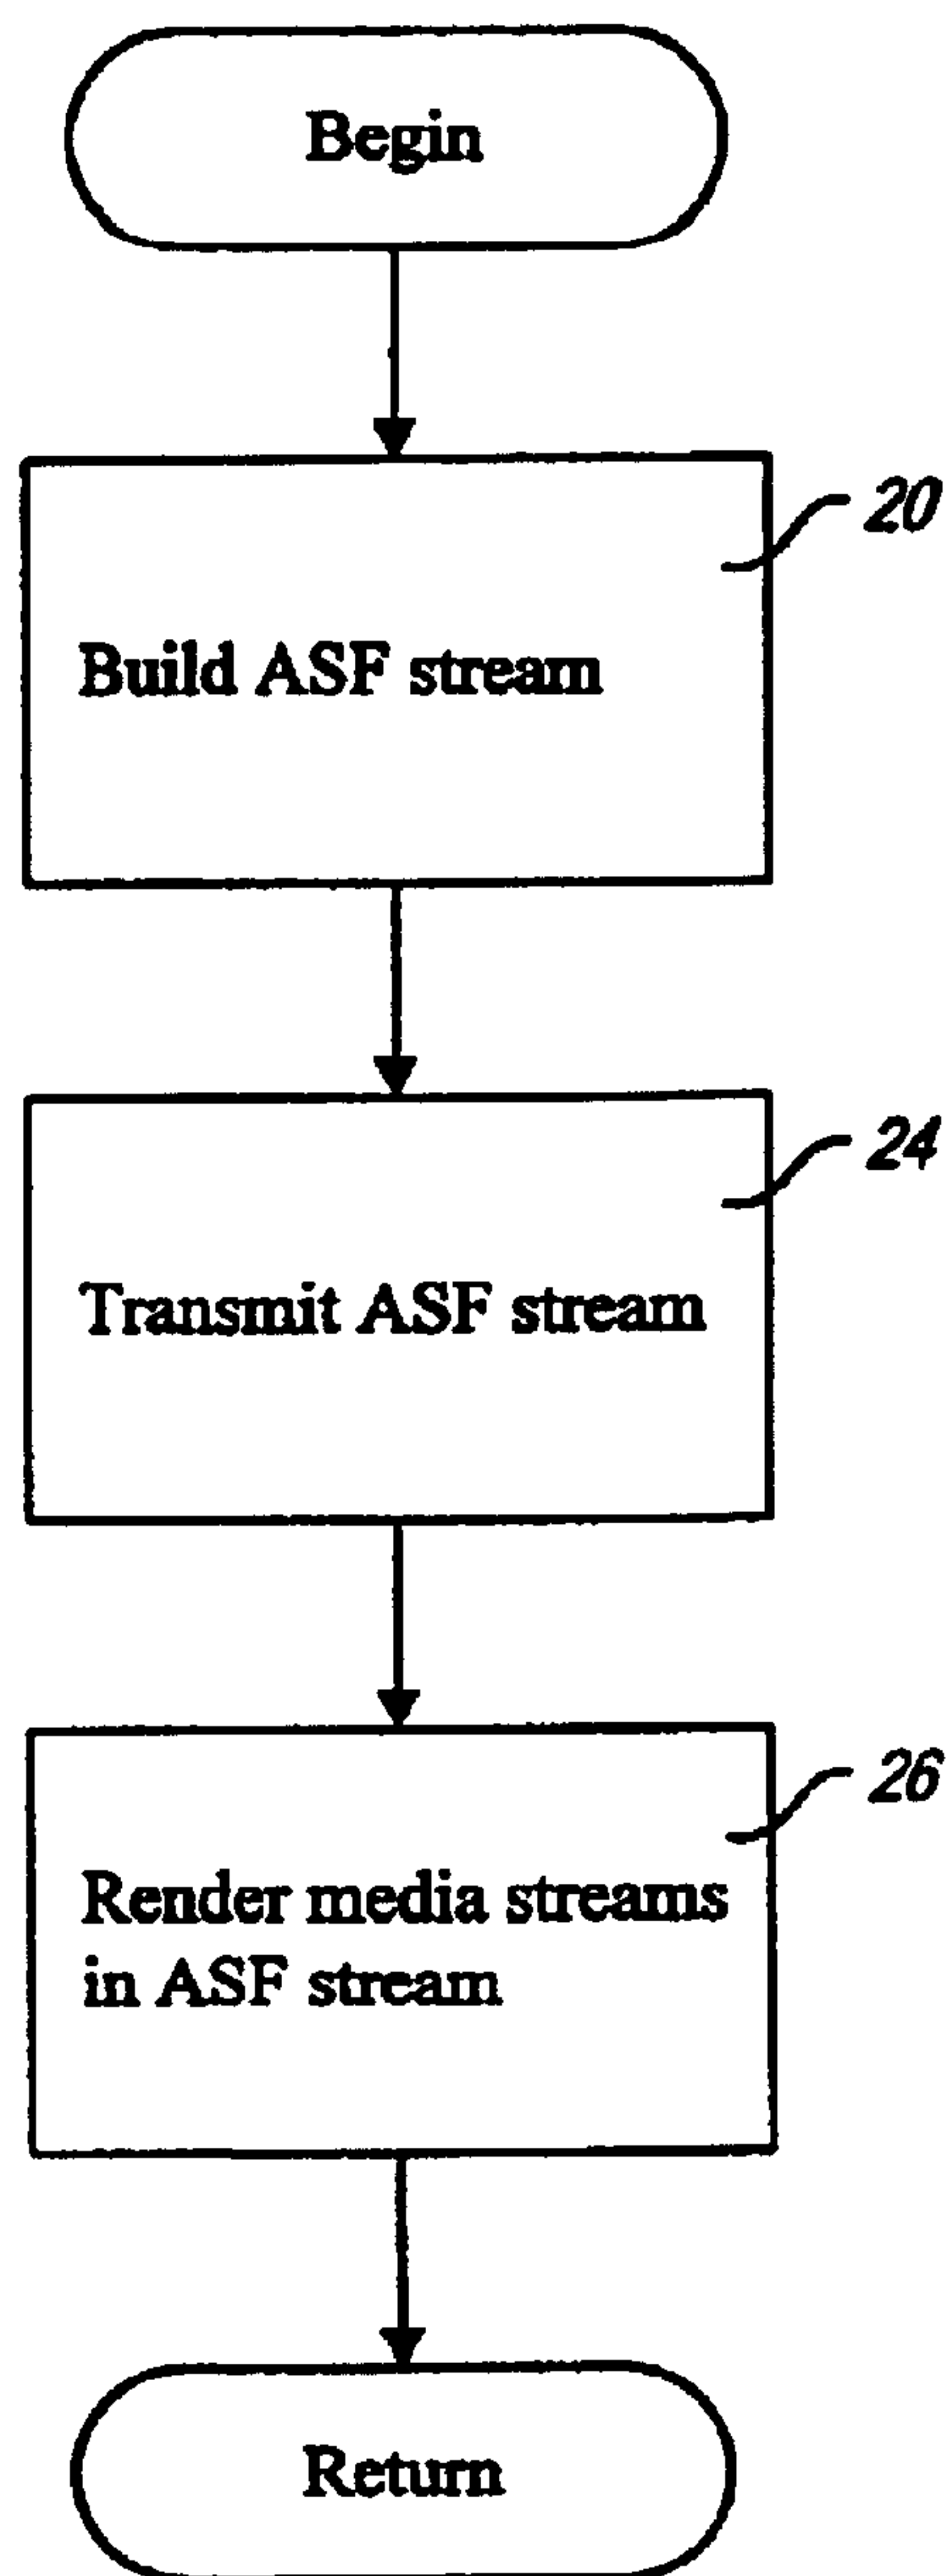 Begin
20
Build ASF stream
24
Transmit ASF stream
26
Render media streams
in ASF stream
Return